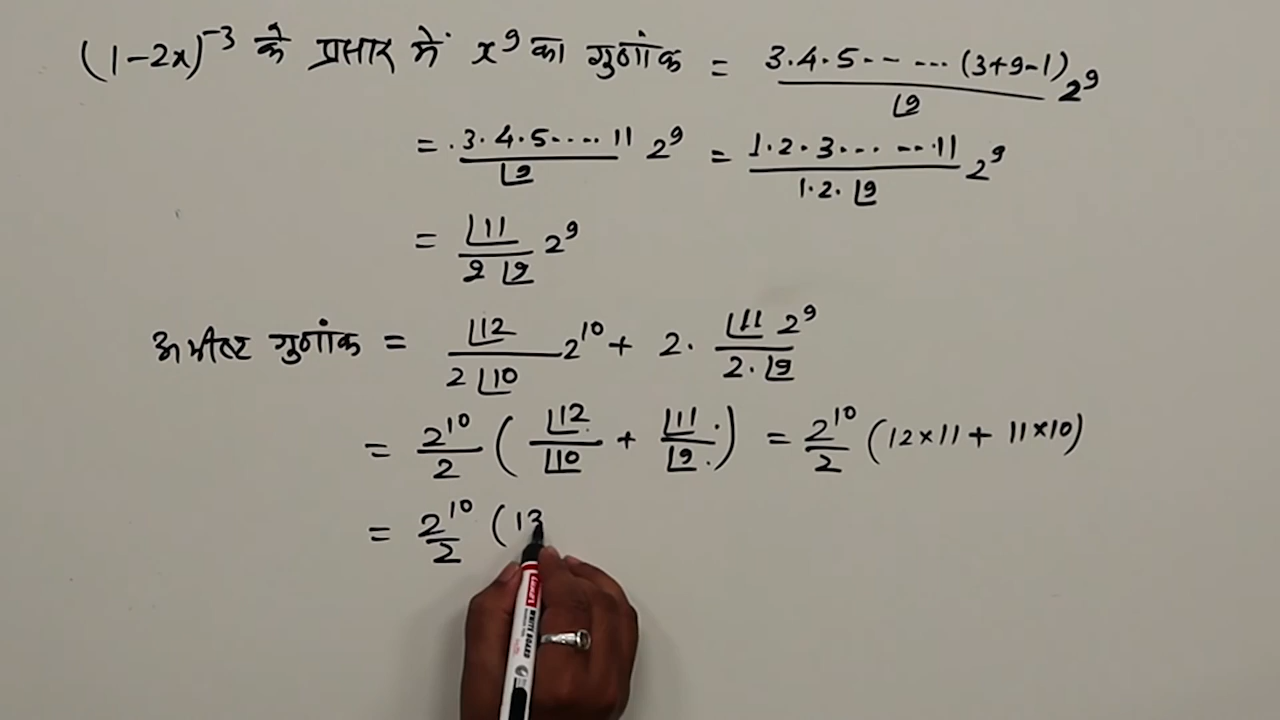 (1-2x)^-3 के प्रसार में x^9 का गुणांक = 3.4.5-- ... (3+9-1) / ⌊9 2^9
= .3.4.5.... 11 / ⌊9 2^9 = 1.2.3.... --.11 / 1.2.⌊9 2^9
= ⌊11 / 2 ⌊9 2^9
अभीष्ट गुणांक = ⌊12 / 2 ⌊10 2^10 + 2. ⌊11 2^9 / 2.⌊9
= 2^10 / 2 ( ⌊12 / ⌊10 + ⌊11 / ⌊9 ) = 2^10 / 2 (12×11 + 11×10)
= 2^10 / 2 (13